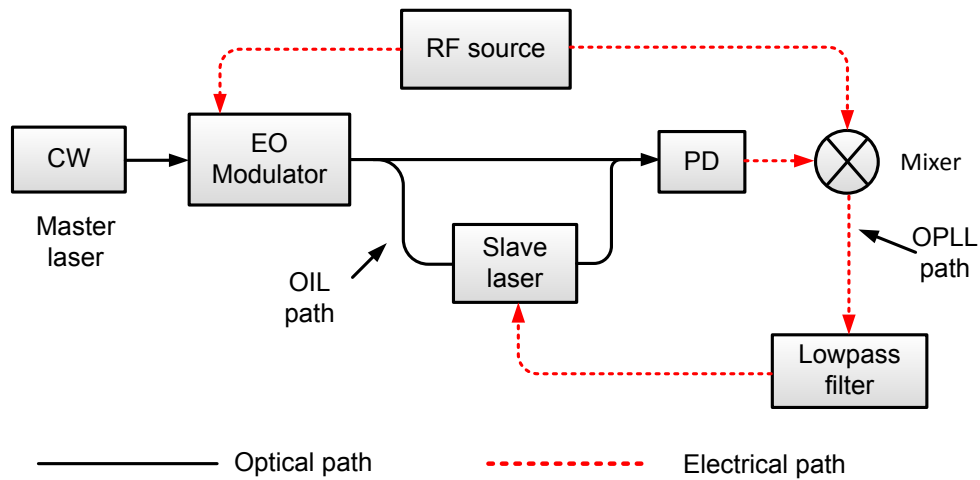 RF source
CW
EO
Modulator
PD
Mixer
Master
laser
OIL
path
Slave
laser
OPLL
path
Lowpass
filter
Optical path
Electrical path